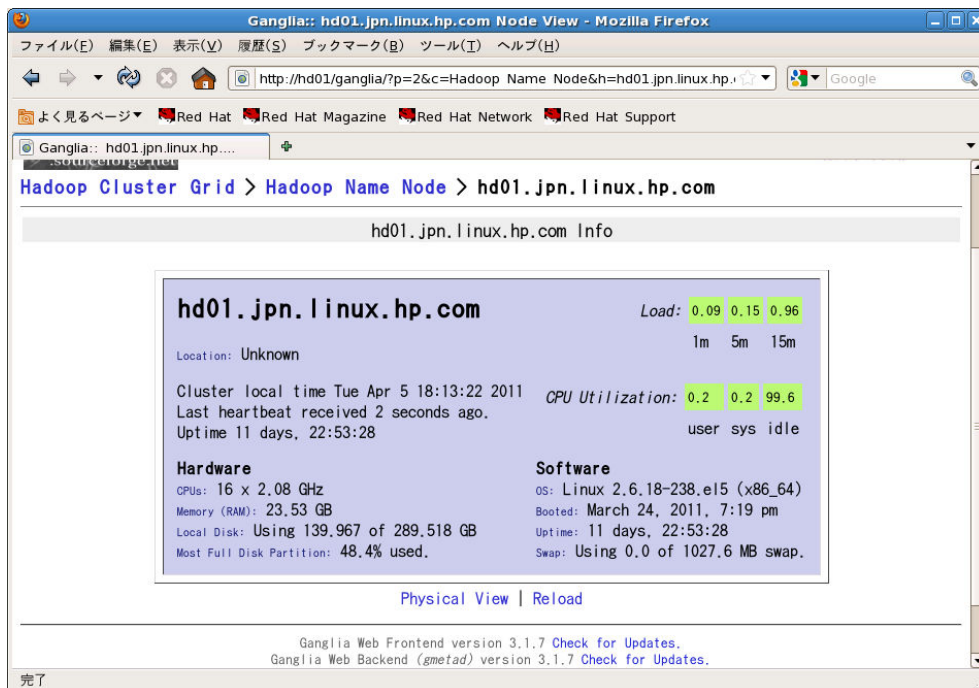 Ganglia:: hd01.jpn.linux.hp.com Node View - Mozilla Firefox
ファイル(F) 編集(E) 表示(V) 履歴(S) ブックマーク(B) ツール(T) ヘルプ(H)
http://hd01/ganglia/?p=2&c=Hadoop Name Node&h=hd01.jpn.linux.hp. Google
よく見るページ Red Hat Red Hat Magazine Red Hat Network Red Hat Support
Ganglia:: hd01.jpn.linux.hp....
.sourceforge.net
Hadoop Cluster Grid > Hadoop Name Node > hd01.jpn.linux.hp.com
hd01.jpn.linux.hp.com Info
hd01.jpn.linux.hp.com
Load: 0.09 0.15 0.96
1m 5m 15m
Location: Unknown
Cluster local time Tue Apr 5 18:13:22 2011
Last heartbeat received 2 seconds ago.
Uptime 11 days, 22:53:28
CPU Utilization: 0.2 0.2 99.6
user sys idle
Hardware
CPUs: 16 x 2.08 GHz
Memory (RAM): 23.53 GB
Local Disk: Using 139.967 of 289.518 GB
Most Full Disk Partition: 48.4% used.
Software
OS: Linux 2.6.18-238.el5 (x86_64)
Booted: March 24, 2011, 7:19 pm
Uptime: 11 days, 22:53:28
Swap: Using 0.0 of 1027.6 MB swap.
Physical View | Reload
Ganglia Web Frontend version 3.1.7 Check for Updates.
Ganglia Web Backend (gmetad) version 3.1.7 Check for Updates.
完了